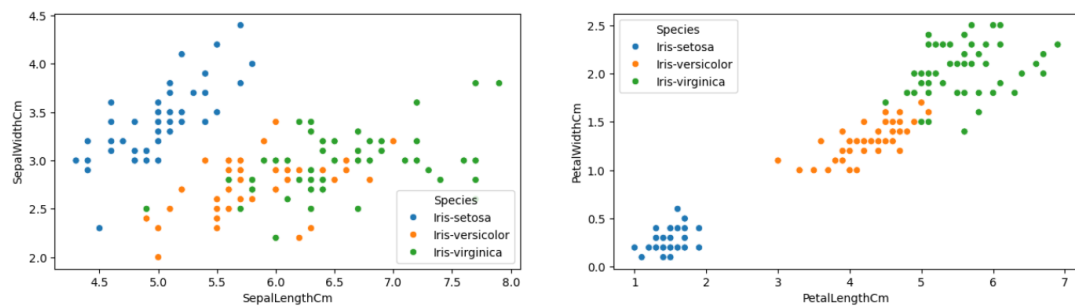 4.5
4.0
3.5
3.0
2.5
2.0
SepalWidthCm
4.5 5.0 5.5 6.0 6.5 7.0 7.5 8.0
SepalLengthCm
Species
Iris-setosa
Iris-versicolor
Iris-virginica
2.5
2.0
1.5
1.0
0.5
0.0
PetalWidthCm
1 2 3 4 5 6 7
PetalLengthCm
Species
Iris-setosa
Iris-versicolor
Iris-virginica